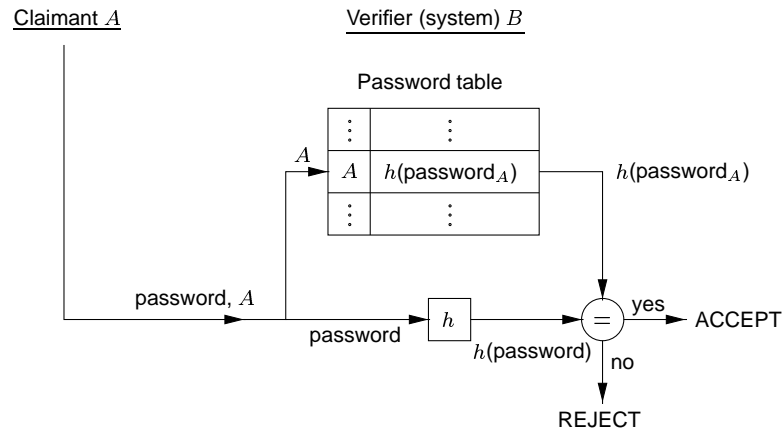 Claimant A
Verifier (system) B
Password table
⋮ ⋮
A
A h(password_A)
h(password_A)
⋮ ⋮
password, A
password
h
h(password)
=
yes
ACCEPT
no
REJECT